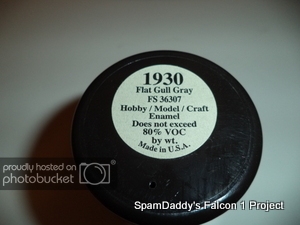 1930
Flat Gull Gray
FS 36307
Hobby / Model / Craft
Enamel
Does not exceed
80% VOC
by wt.
Made in U.S.A.
proudly hosted on
photobucket
SpamDaddy's Falcon 1 Project